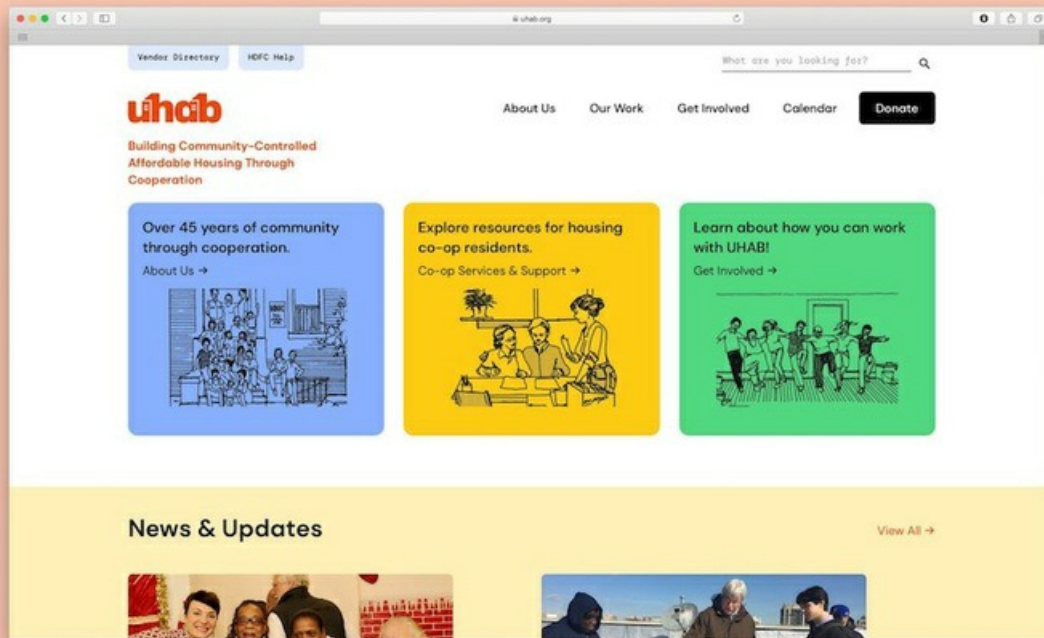 uhab.org
Vendor Directory
HDFC Help
What are you looking for?
uhab
About Us
Our Work
Get Involved
Calendar
Donate
Building Community-Controlled
Affordable Housing Through
Cooperation
Over 45 years of community
through cooperation.
About Us →
Explore resources for housing
co-op residents.
Co-op Services & Support →
Learn about how you can work
with UHAB!
Get Involved →
News & Updates
View All →